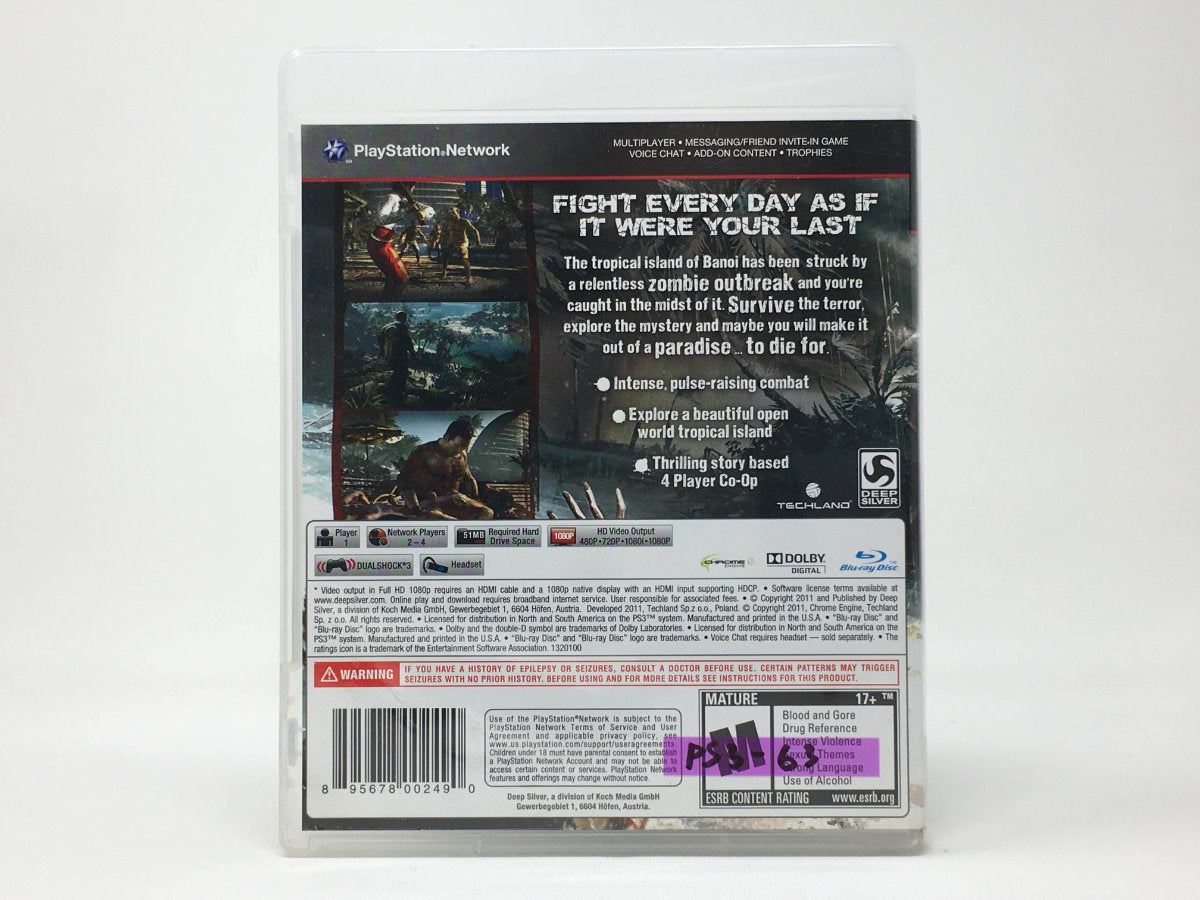 PlayStation®Network
MULTIPLAYER • MESSAGING/FRIEND INVITE-IN GAME
VOICE CHAT • ADD-ON CONTENT • TROPHIES
FIGHT EVERY DAY AS IF
IT WERE YOUR LAST
The tropical island of Banoi has been struck by
a relentless zombie outbreak and you're
caught in the midst of it. Survive the terror,
explore the mystery and maybe you will make it
out of a paradise ... to die for.
Intense, pulse-raising combat
Explore a beautiful open
world tropical island
Thrilling story based
4 Player Co-Op
TECHLAND
DEEP
SILVER
Player
1
Network Players
2-4
51MB
Required Hard
Drive Space
1080P
HD Video Output
480P•720P•1080i•1080P
DUALSHOCK®3
Headset
CHROME
ENGINE
DOLBY
DIGITAL
Blu-ray Disc™
* Video output in Full HD 1080p requires an HDMI cable and a 1080p native display with an HDMI input supporting HDCP. • Software license terms available at
www.deepsilver.com. Online play and download requires broadband internet service. User responsible for associated fees. • © Copyright 2011 and Published by Deep
Silver, a division of Koch Media GmbH, Gewerbegebiet 1, 6604 Höfen, Austria. Developed 2011, Techland Sp.z o.o., Poland. © Copyright 2011, Chrome Engine, Techland
Sp. z o.o. All rights reserved. • Licensed for distribution in North and South America on the PS3™ system. Manufactured and printed in the U.S.A. • "Blu-ray Disc" and
"Blu-ray Disc" logo are trademarks. • Dolby and the double-D symbol are trademarks of Dolby Laboratories. • Licensed for distribution in North and South America on the
PS3™ system. Manufactured and printed in the U.S.A. • "Blu-ray Disc" and "Blu-ray Disc" logo are trademarks. • Voice Chat requires headset — sold separately. • The
ratings icon is a trademark of the Entertainment Software Association. 1320100
WARNING
IF YOU HAVE A HISTORY OF EPILEPSY OR SEIZURES, CONSULT A DOCTOR BEFORE USE. CERTAIN PATTERNS MAY TRIGGER
SEIZURES WITH NO PRIOR HISTORY. BEFORE USING AND FOR MORE DETAILS SEE INSTRUCTIONS FOR THIS PRODUCT.
8 95678 00249 0
Use of the PlayStation®Network is subject to the
PlayStation Network Terms of Service and User
Agreement and applicable privacy policy, see
www.us.playstation.com/support/useragreements.
Children under 18 must have parental consent to establish
a PlayStation Network Account and may not be able to
access certain content or services. PlayStation Network
features and offerings may change without notice.
Deep Silver, a division of Koch Media GmbH
Gewerbegebiet 1, 6604 Höfen, Austria.
MATURE 17+ ™
M
Blood and Gore
Drug Reference
Intense Violence
Sexual Themes
Strong Language
Use of Alcohol
PS3-63
ESRB CONTENT RATING www.esrb.org